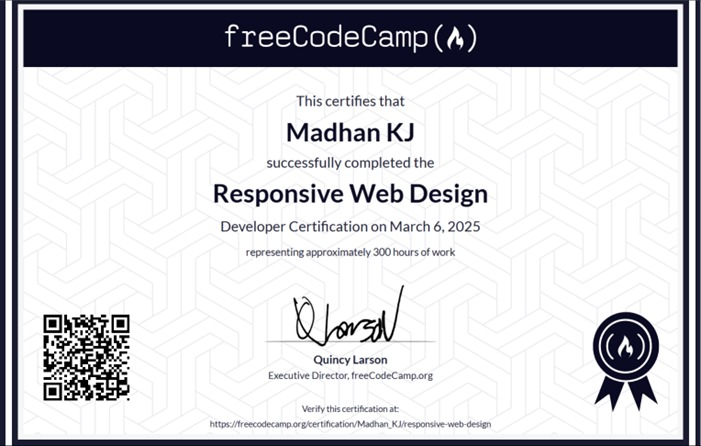 freeCodeCamp
This certifies that
Madhan KJ
successfully completed the
Responsive Web Design
Developer Certification on March 6, 2025
representing approximately 300 hours of work
QLarson
Quincy Larson
Executive Director, freeCodeCamp.org
Verify this certification at:
https://freecodecamp.org/certification/Madhan_KJ/responsive-web-design